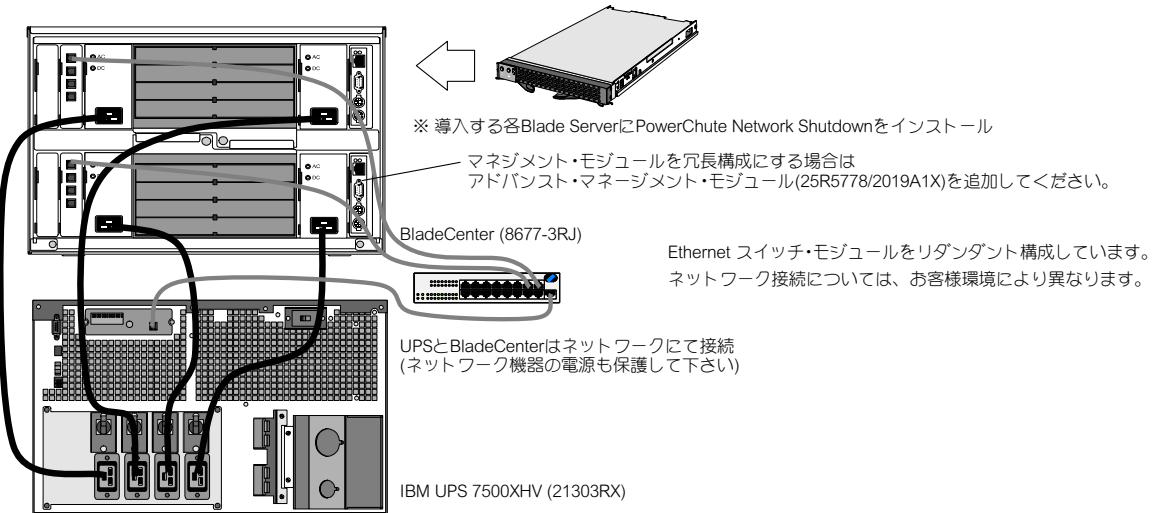 AC
DC
AC
DC
※ 導入する各Blade ServerにPowerChute Network Shutdownをインストール
AC
DC
マネジメント・モジュールを冗長構成にする場合は
アドバンスト・マネージメント・モジュール(25R5778/2019A1X)を追加してください。
BladeCenter (8677-3RJ)
Ethernet スイッチ・モジュールをリダンダント構成しています。
ネットワーク接続については、お客様環境により異なります。
UPSとBladeCenterはネットワークにて接続
(ネットワーク機器の電源も保護して下さい)
IBM UPS 7500XHV (21303RX)